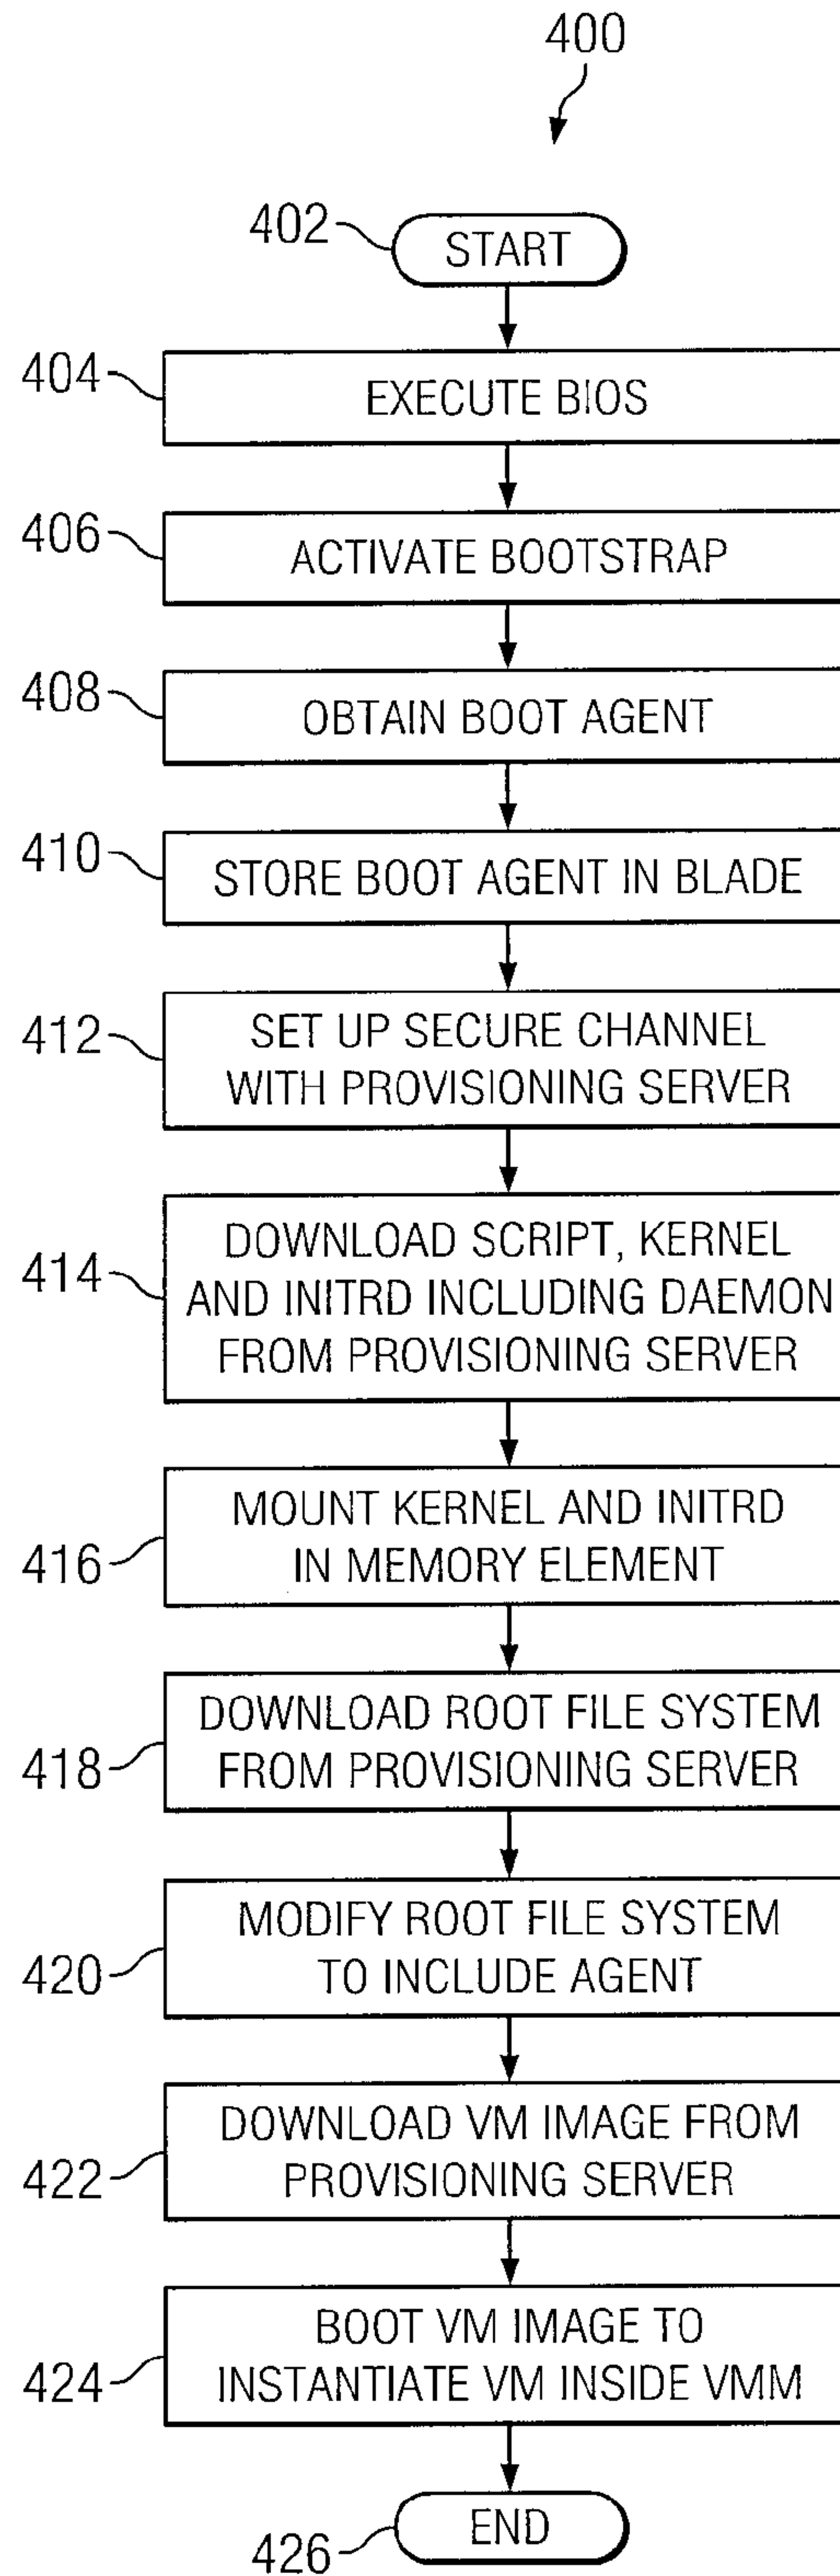 400
402
START
404
EXECUTE BIOS
406
ACTIVATE BOOTSTRAP
408
OBTAIN BOOT AGENT
410
STORE BOOT AGENT IN BLADE
412
SET UP SECURE CHANNEL
WITH PROVISIONING SERVER
414
DOWNLOAD SCRIPT, KERNEL
AND INITRD INCLUDING DAEMON
FROM PROVISIONING SERVER
416
MOUNT KERNEL AND INITRD
IN MEMORY ELEMENT
418
DOWNLOAD ROOT FILE SYSTEM
FROM PROVISIONING SERVER
420
MODIFY ROOT FILE SYSTEM
TO INCLUDE AGENT
422
DOWNLOAD VM IMAGE FROM
PROVISIONING SERVER
424
BOOT VM IMAGE TO
INSTANTIATE VM INSIDE VMM
426
END